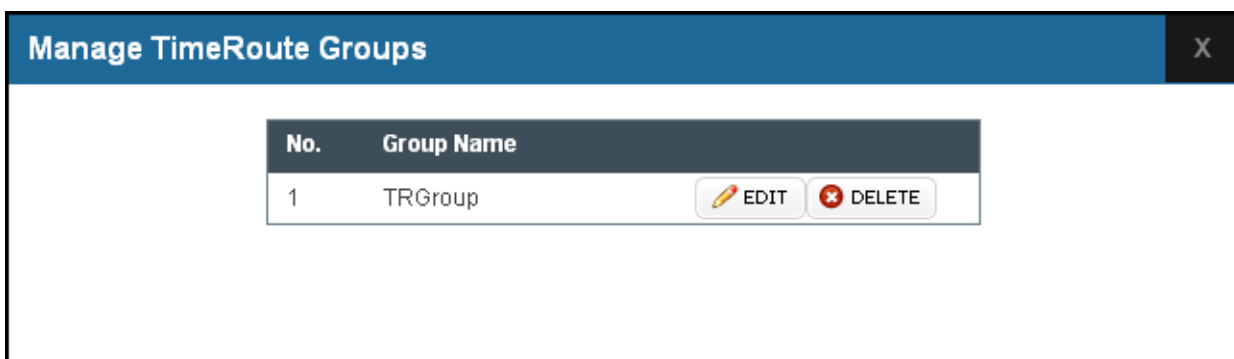 Manage TimeRoute Groups X
No. Group Name
1 TRGroup EDIT DELETE